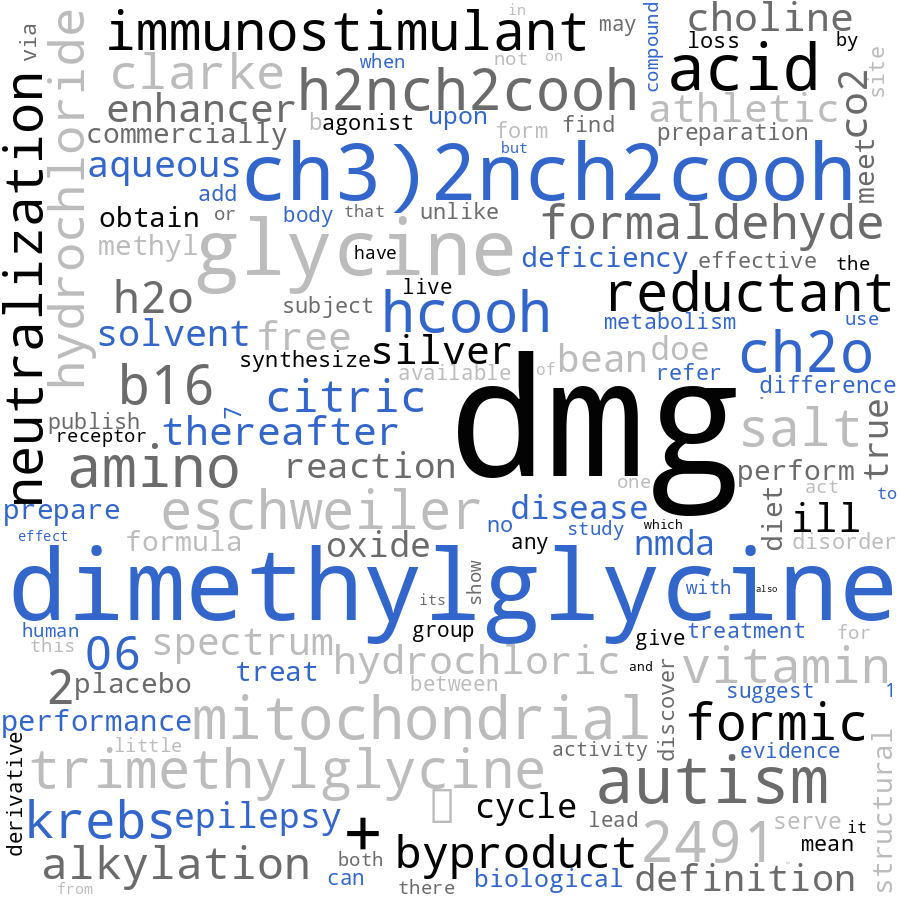 in
choline
immunostimulant
may
via
hydrochloride
when
not
on
compound
loss
by
clarke
h2nch2cooh
acid
site
enhancer
athletic
co2
commercially
b
agonist
upon
form
find
preparation
aqueous
ch3)2nch2cooh
but
meet
neutralization
add
obtain
or
body
that
unlike
formaldehyde
methyl
glycine
have
deficiency
effective
the
h2o
subject
live
hcooh
reductant
solvent
free
metabolism
use
synthesize
silver
available
of
bean
doe
ch2o
refer
b16
citric
difference
publish
7
thereafter
dmg
salt
true
receptor
amino
reaction
one
perform
act
to
prepare
eschweiler
disease
no
study
which
diet
ill
effect
formula
oxide
any
nmda
disorder
dimethylglycine
show
with
also
its
human
this
06
spectrum
group
give
treatment
for
2
placebo
treat
hydrochloric
and
vitamin
between
suggest
1
performance
mitochondrial
discover
formic
little
activity
evidence
derivative
trimethylglycine
autism
structural
krebs
epilepsy
+
cycle
lead
2491
serve
it
alkylation
both
byproduct
mean
from
can
there
biological
definition